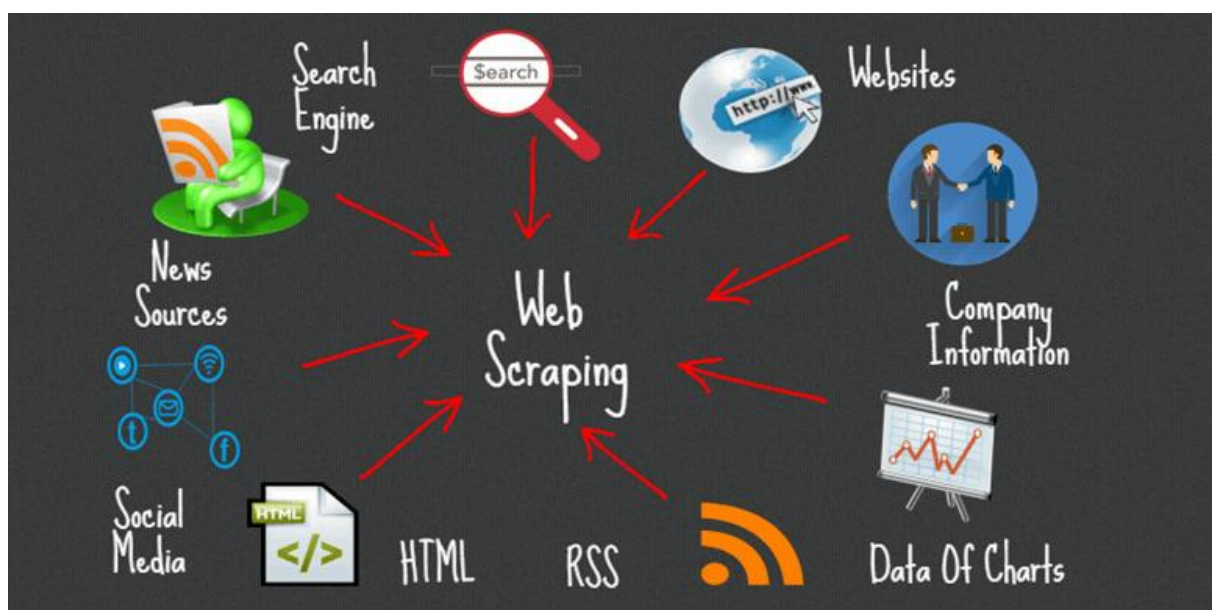 Search
Engine
Search
http://www
Websites
News
Sources
Web
Scraping
Company
Information
t
f
Social
Media
HTML
</>
HTML
RSS
Data Of Charts